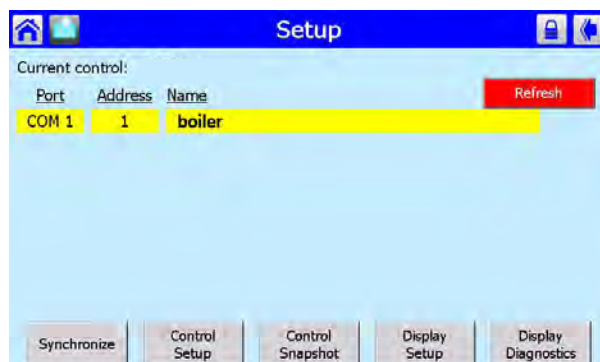 Setup
Current control:
Port Address Name
Refresh
COM 1 1 boiler
Synchronize
Control
Setup
Control
Snapshot
Display
Setup
Display
Diagnostics